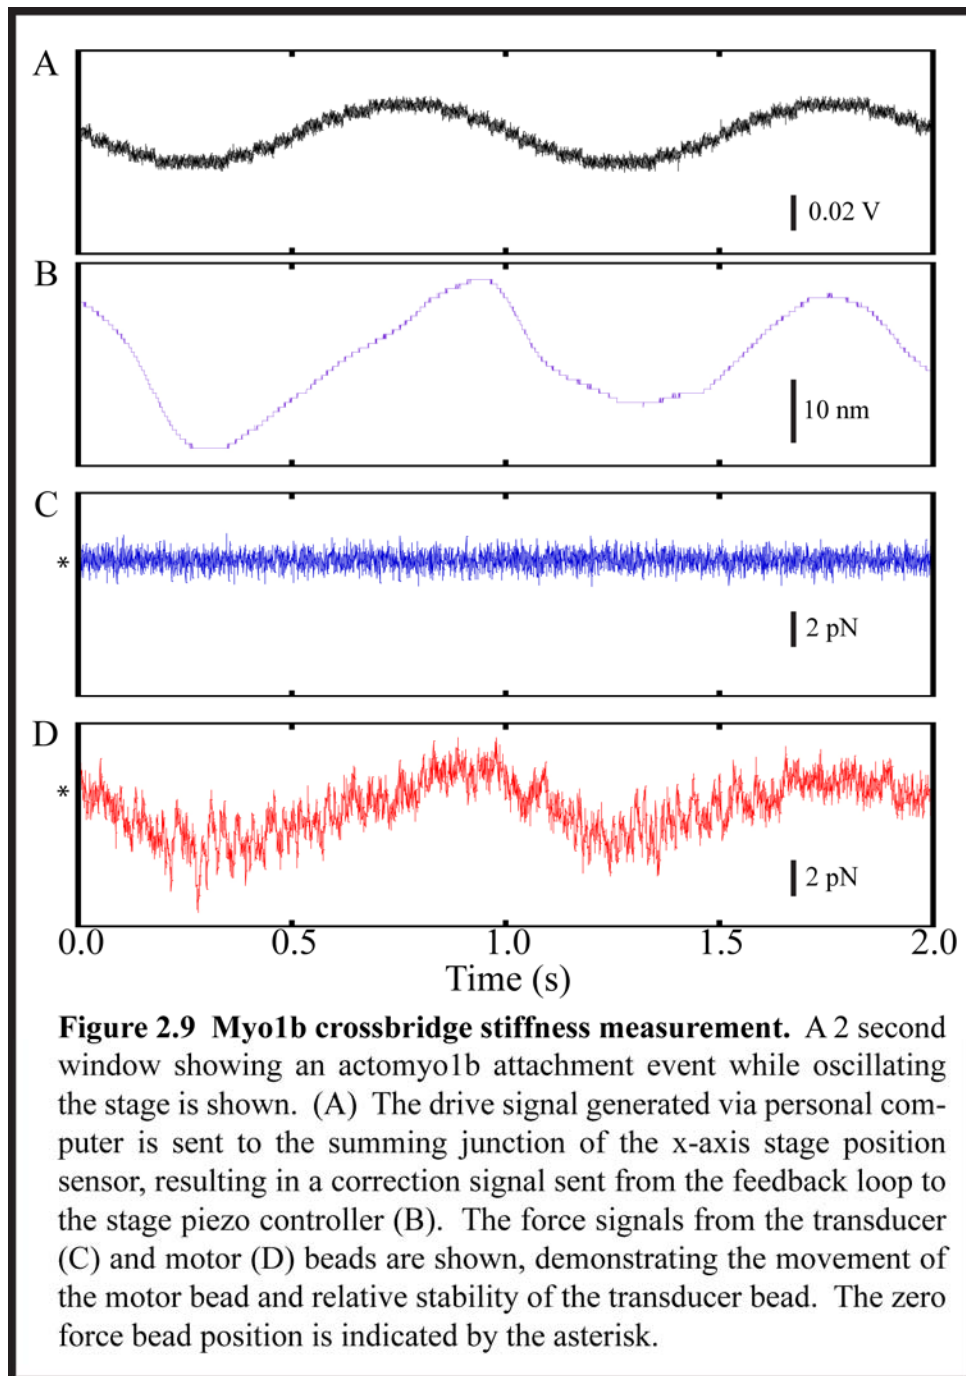 A
0.02 V
B
10 nm
C
*
2 pN
D
*
2 pN
0.0 0.5 1.0 1.5 2.0
Time (s)
Figure 2.9 Myo1b crossbridge stiffness measurement. A 2 second
window showing an actomyo1b attachment event while oscillating
the stage is shown. (A) The drive signal generated via personal com-
puter is sent to the summing junction of the x-axis stage position
sensor, resulting in a correction signal sent from the feedback loop to
the stage piezo controller (B). The force signals from the transducer
(C) and motor (D) beads are shown, demonstrating the movement of
the motor bead and relative stability of the transducer bead. The zero
force bead position is indicated by the asterisk.